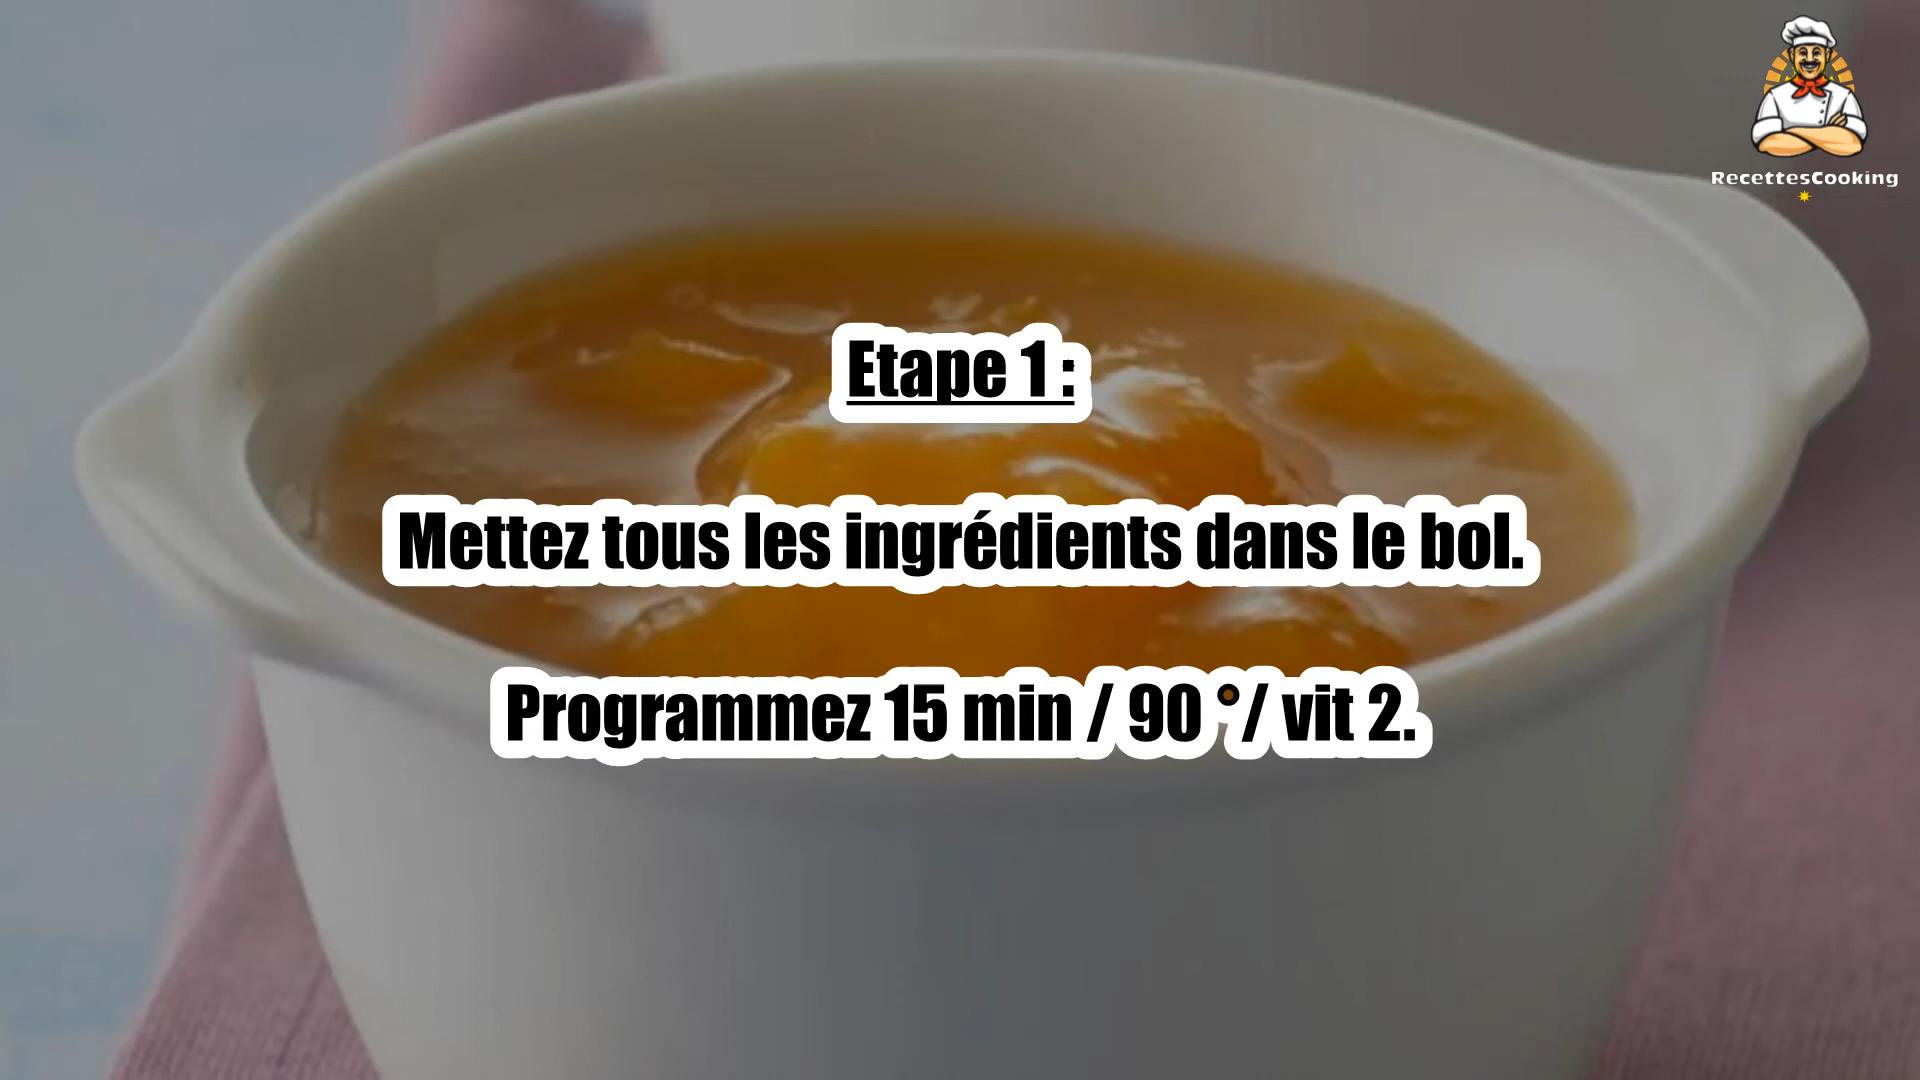 RecettesCooking
Etape 1 :
Mettez tous les ingrédients dans le bol.
Programmez 15 min / 90 °/ vit 2.